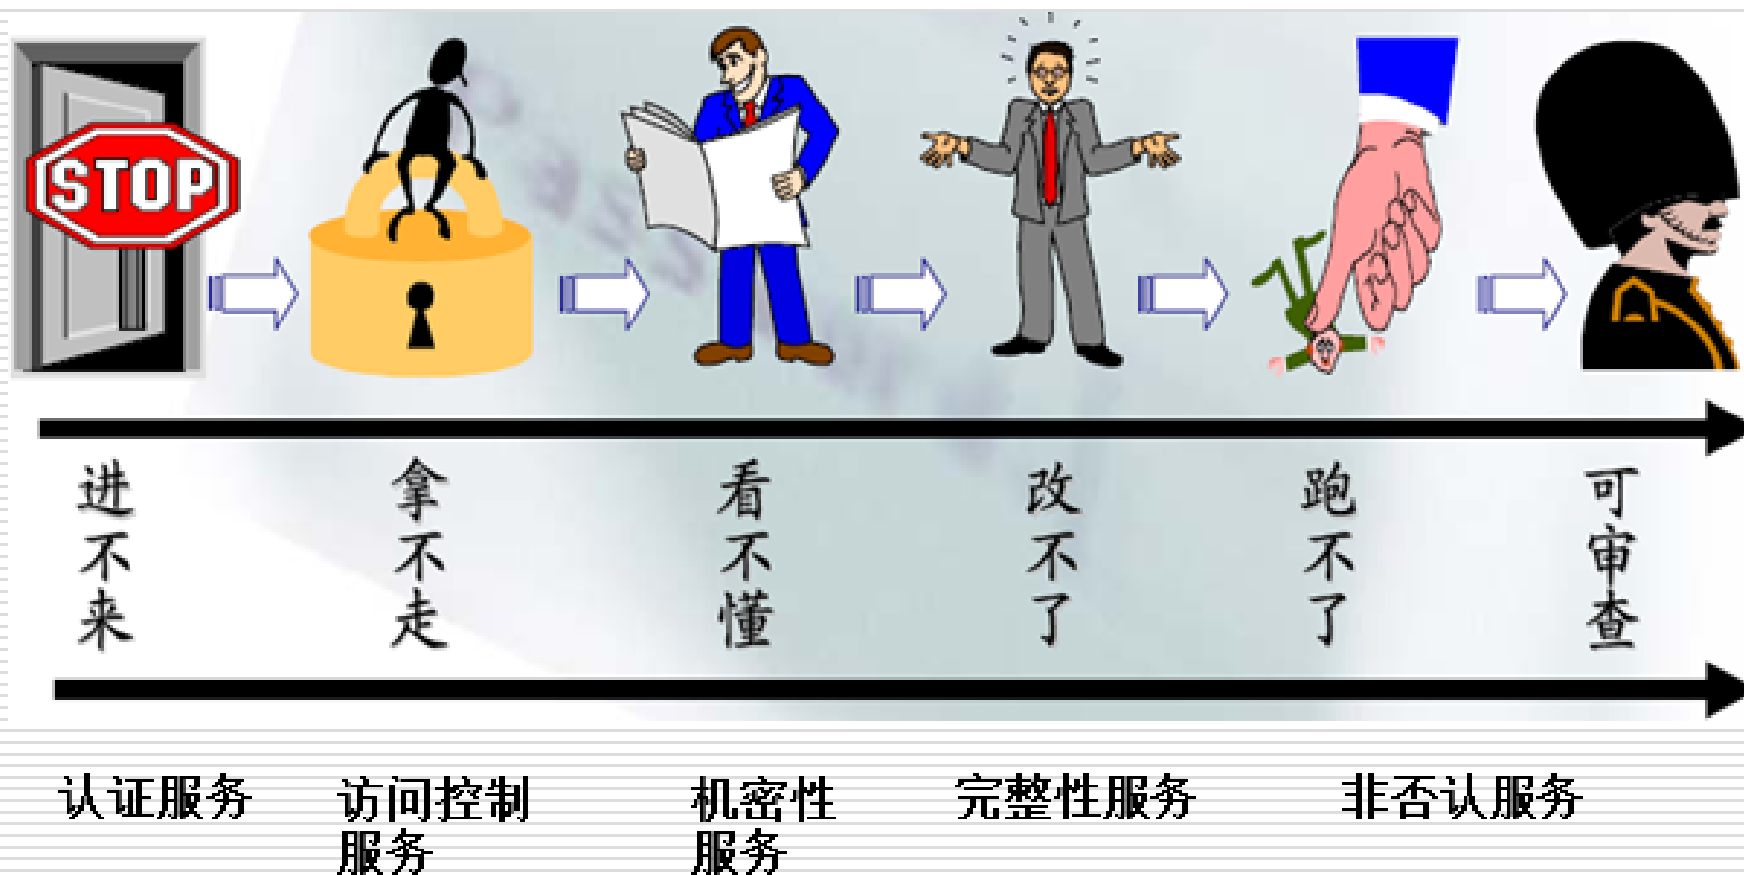 STOP
进不来
拿不走
看不懂
改不了
跑不了
可审查
认证服务
访问控制
服务
机密性
服务
完整性服务
非否认服务